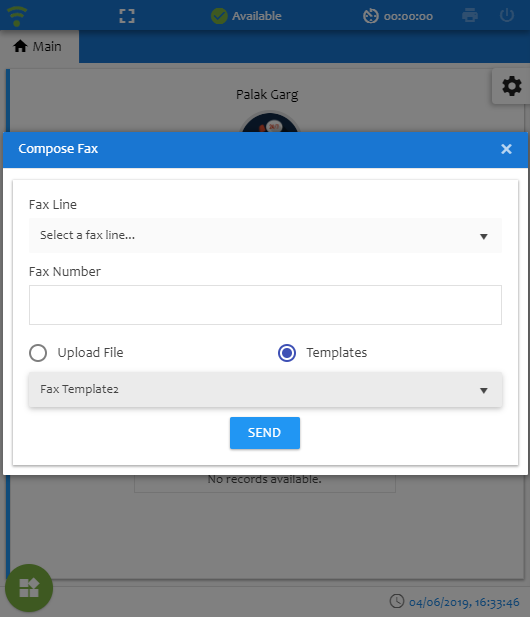 Available
00:00:00
Main
Palak Garg
Compose Fax
Fax Line
Select a fax line...
Fax Number
Upload File
Templates
Fax Template2
SEND
No records available.
04/06/2019, 16:33:46